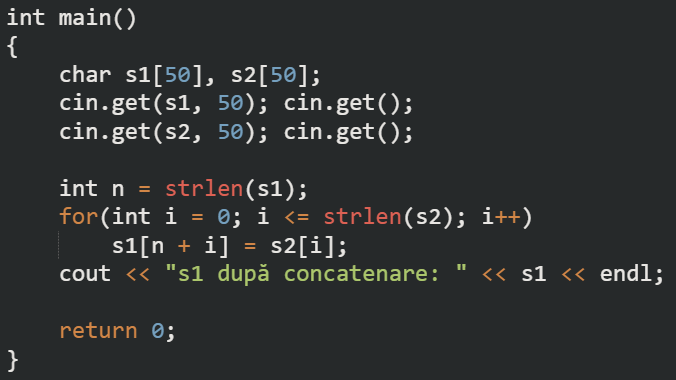 int main()
{
    char s1[50], s2[50];
    cin.get(s1, 50); cin.get();
    cin.get(s2, 50); cin.get();

    int n = strlen(s1);
    for(int i = 0; i <= strlen(s2); i++)
        s1[n + i] = s2[i];
    cout << "s1 după concatenare: " << s1 << endl;

    return 0;
}